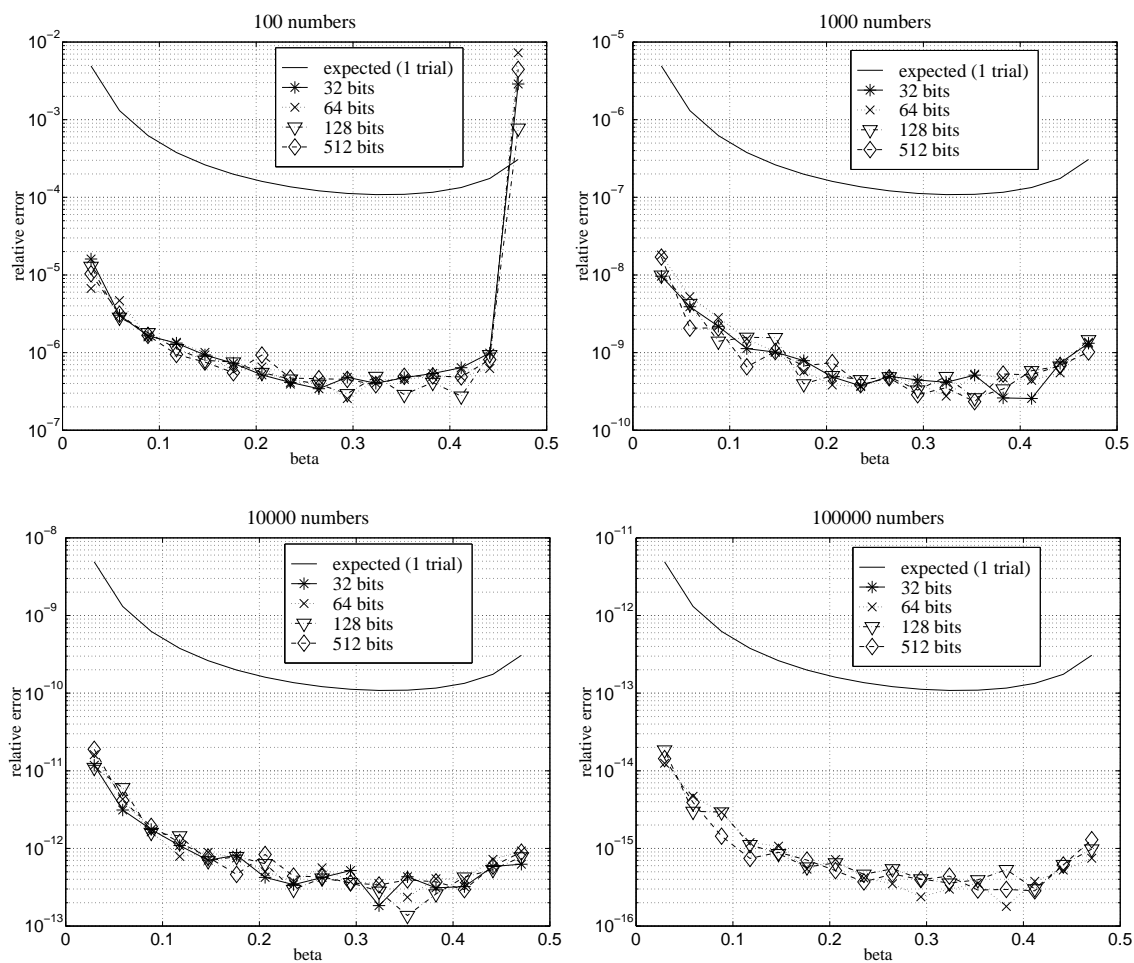 100 numbers
10^−2
10^−3
10^−4
10^−5
10^−6
10^−7
relative error
expected (1 trial)
32 bits
64 bits
128 bits
512 bits
0 0.1 0.2 0.3 0.4 0.5
beta
1000 numbers
10^−5
10^−6
10^−7
10^−8
10^−9
10^−10
relative error
expected (1 trial)
32 bits
64 bits
128 bits
512 bits
0 0.1 0.2 0.3 0.4 0.5
beta
10000 numbers
10^−8
10^−9
10^−10
10^−11
10^−12
10^−13
relative error
expected (1 trial)
32 bits
64 bits
128 bits
512 bits
0 0.1 0.2 0.3 0.4 0.5
beta
100000 numbers
10^−11
10^−12
10^−13
10^−14
10^−15
10^−16
relative error
expected (1 trial)
32 bits
64 bits
128 bits
512 bits
0 0.1 0.2 0.3 0.4 0.5
beta